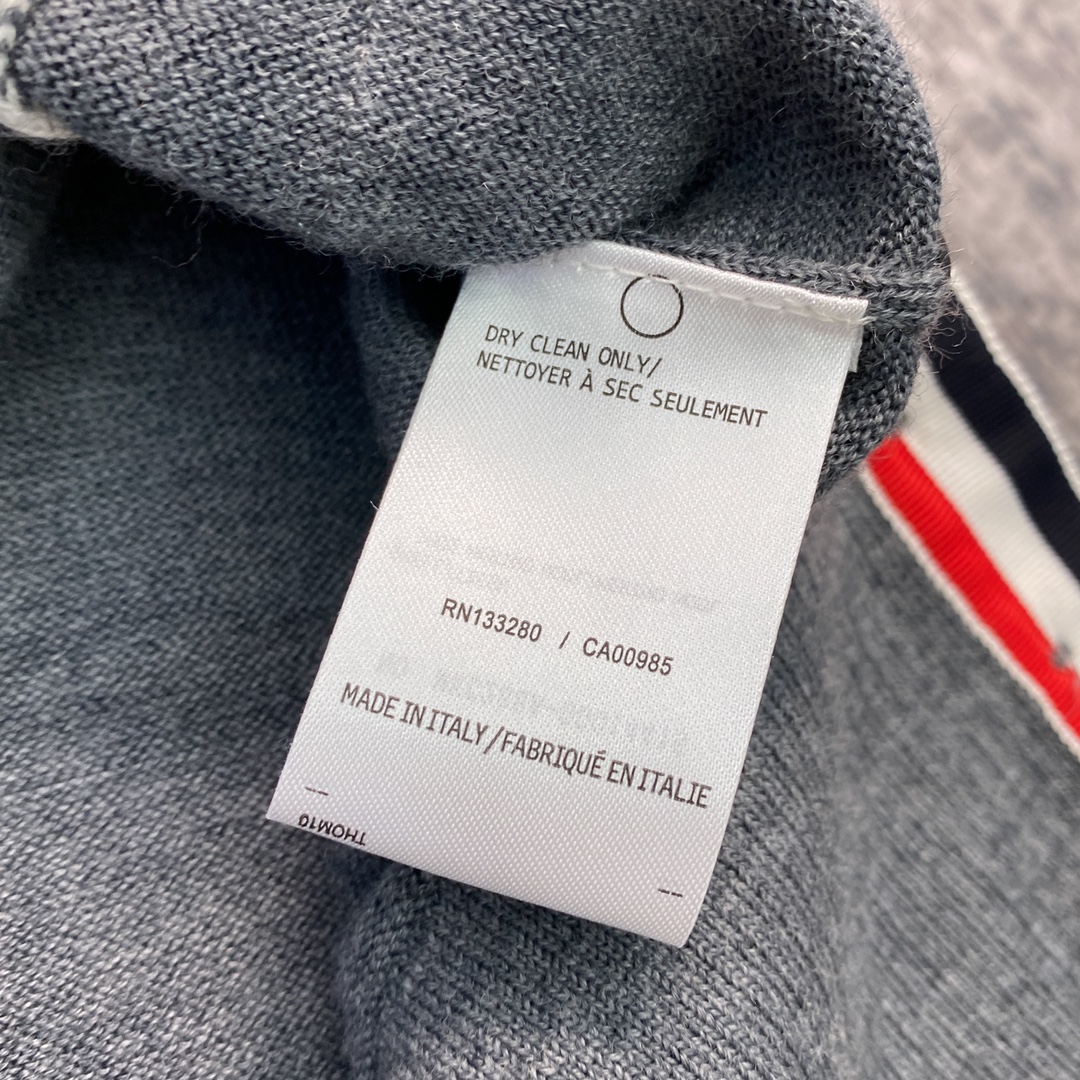 DRY CLEAN ONLY/
NETTOYER À SEC SEULEMENT
RN133280 / CA00985
MADE IN ITALY/FABRIQUÉ EN ITALIE
THOM10